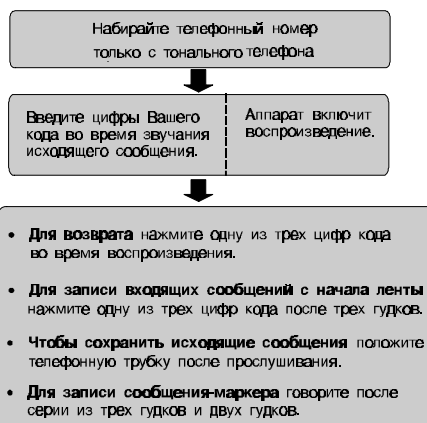 Набирайте телефонный номер
только с тонального телефона
Введите цифры Вашего
кода во время звучания
исходящего сообщения.
Аппарат включит
воспроизведение.
• Для возврата нажмите одну из трех цифр кода
во время воспроизведения.
• Для записи входящих сообщений с начала ленты
нажмите одну из трех цифр кода после трех гудков.
• Чтобы сохранить исходящие сообщения положите
телефонную трубку после прослушивания.
• Для записи сообщения-маркера говорите после
серии из трех гудков и двух гудков.